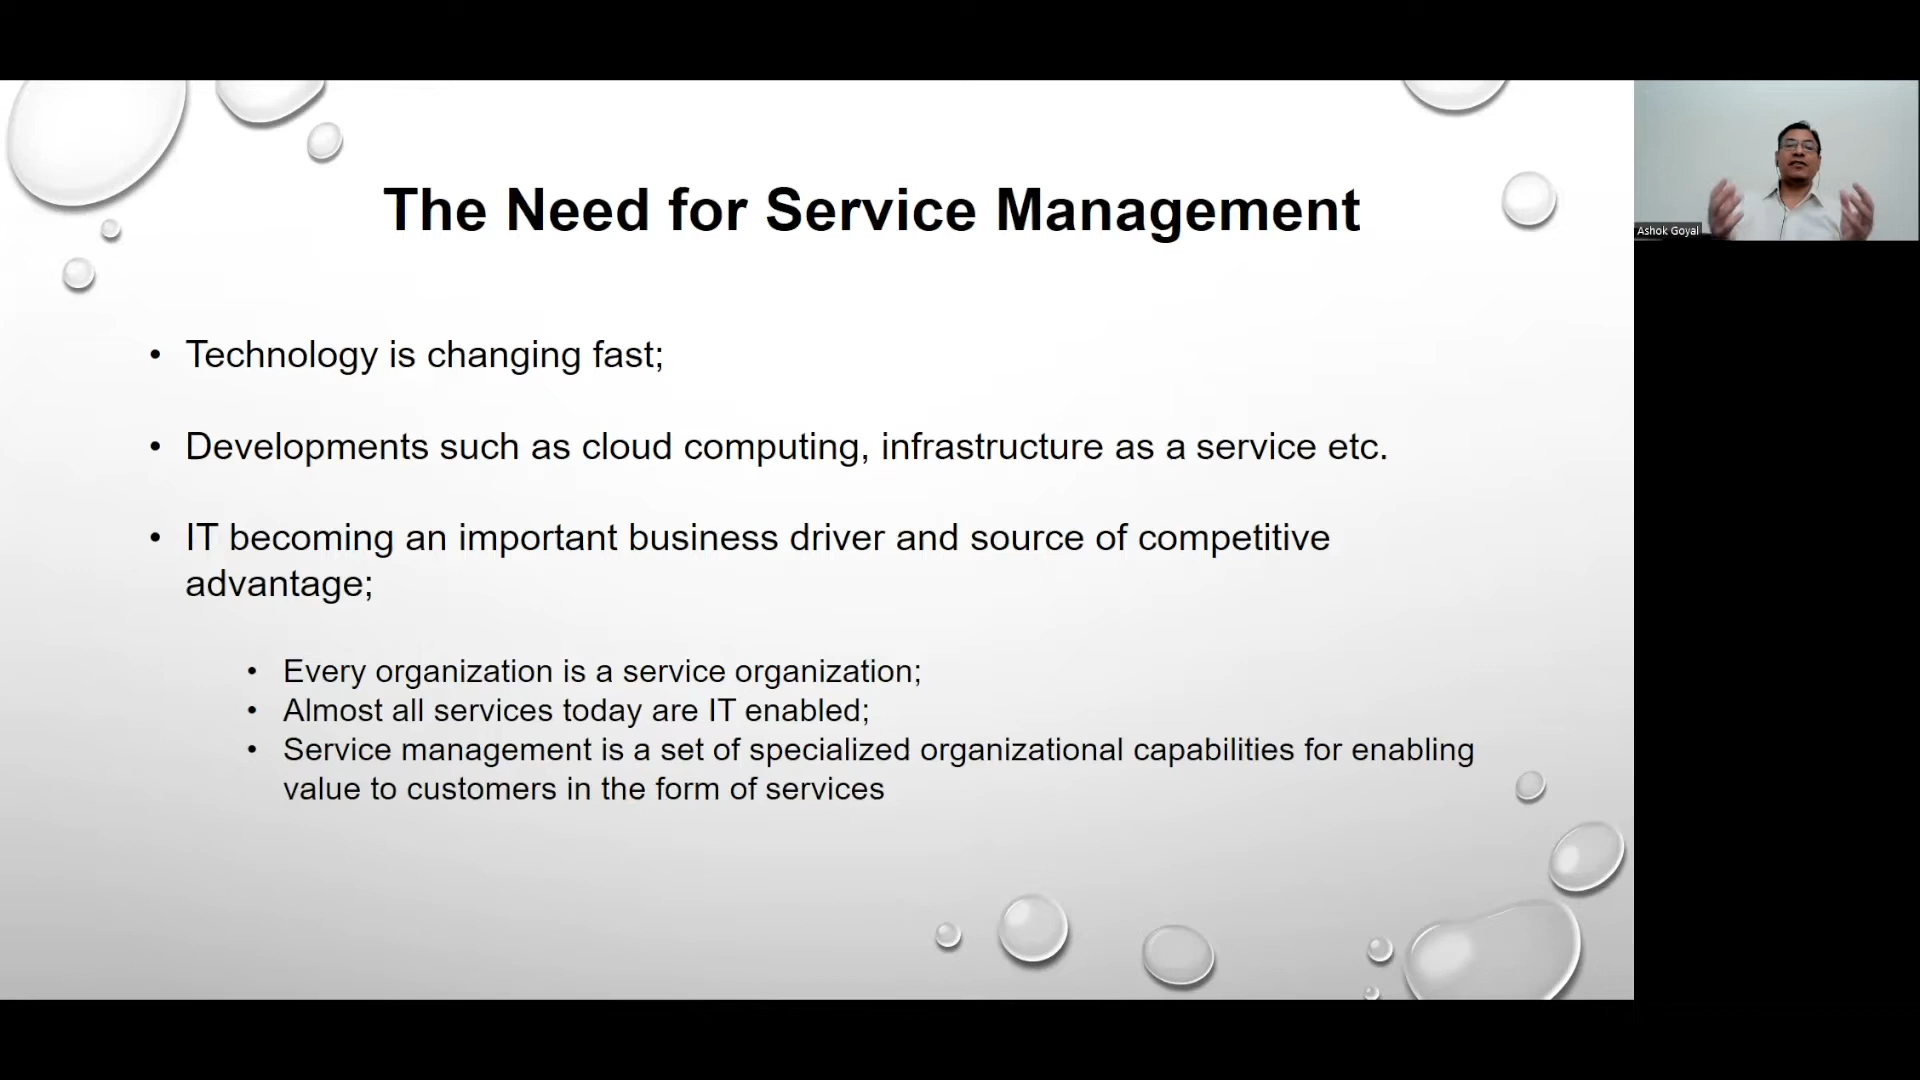 The Need for Service Management
Ashok Goyal
• Technology is changing fast;
• Developments such as cloud computing, infrastructure as a service etc.
• IT becoming an important business driver and source of competitive
advantage;
• Every organization is a service organization;
• Almost all services today are IT enabled;
• Service management is a set of specialized organizational capabilities for enabling
value to customers in the form of services